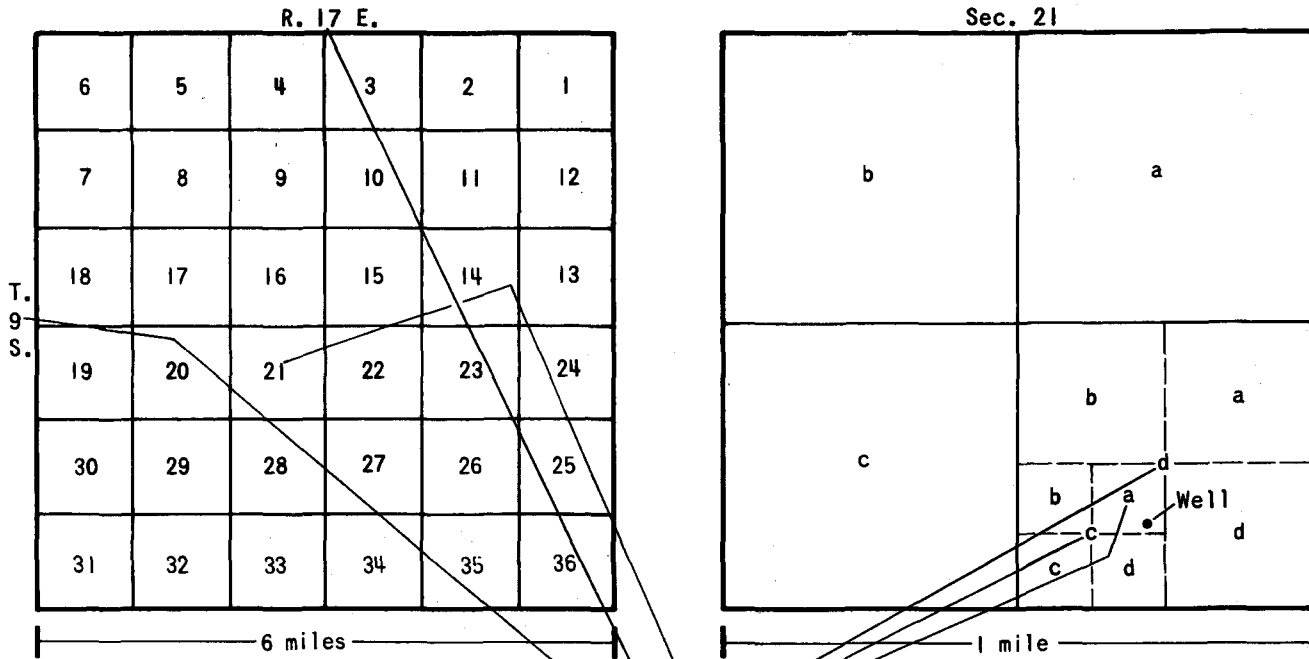 R. 17 E.
6 5 4 3 2 1
7 8 9 10 11 12
18 17 16 15 14 13
T.
9
S.
19 20 21 22 23 24
30 29 28 27 26 25
31 32 33 34 35 36
6 miles
Sec. 21
b a
c
b a
d
b a
Well
c
d
c d
1 mile